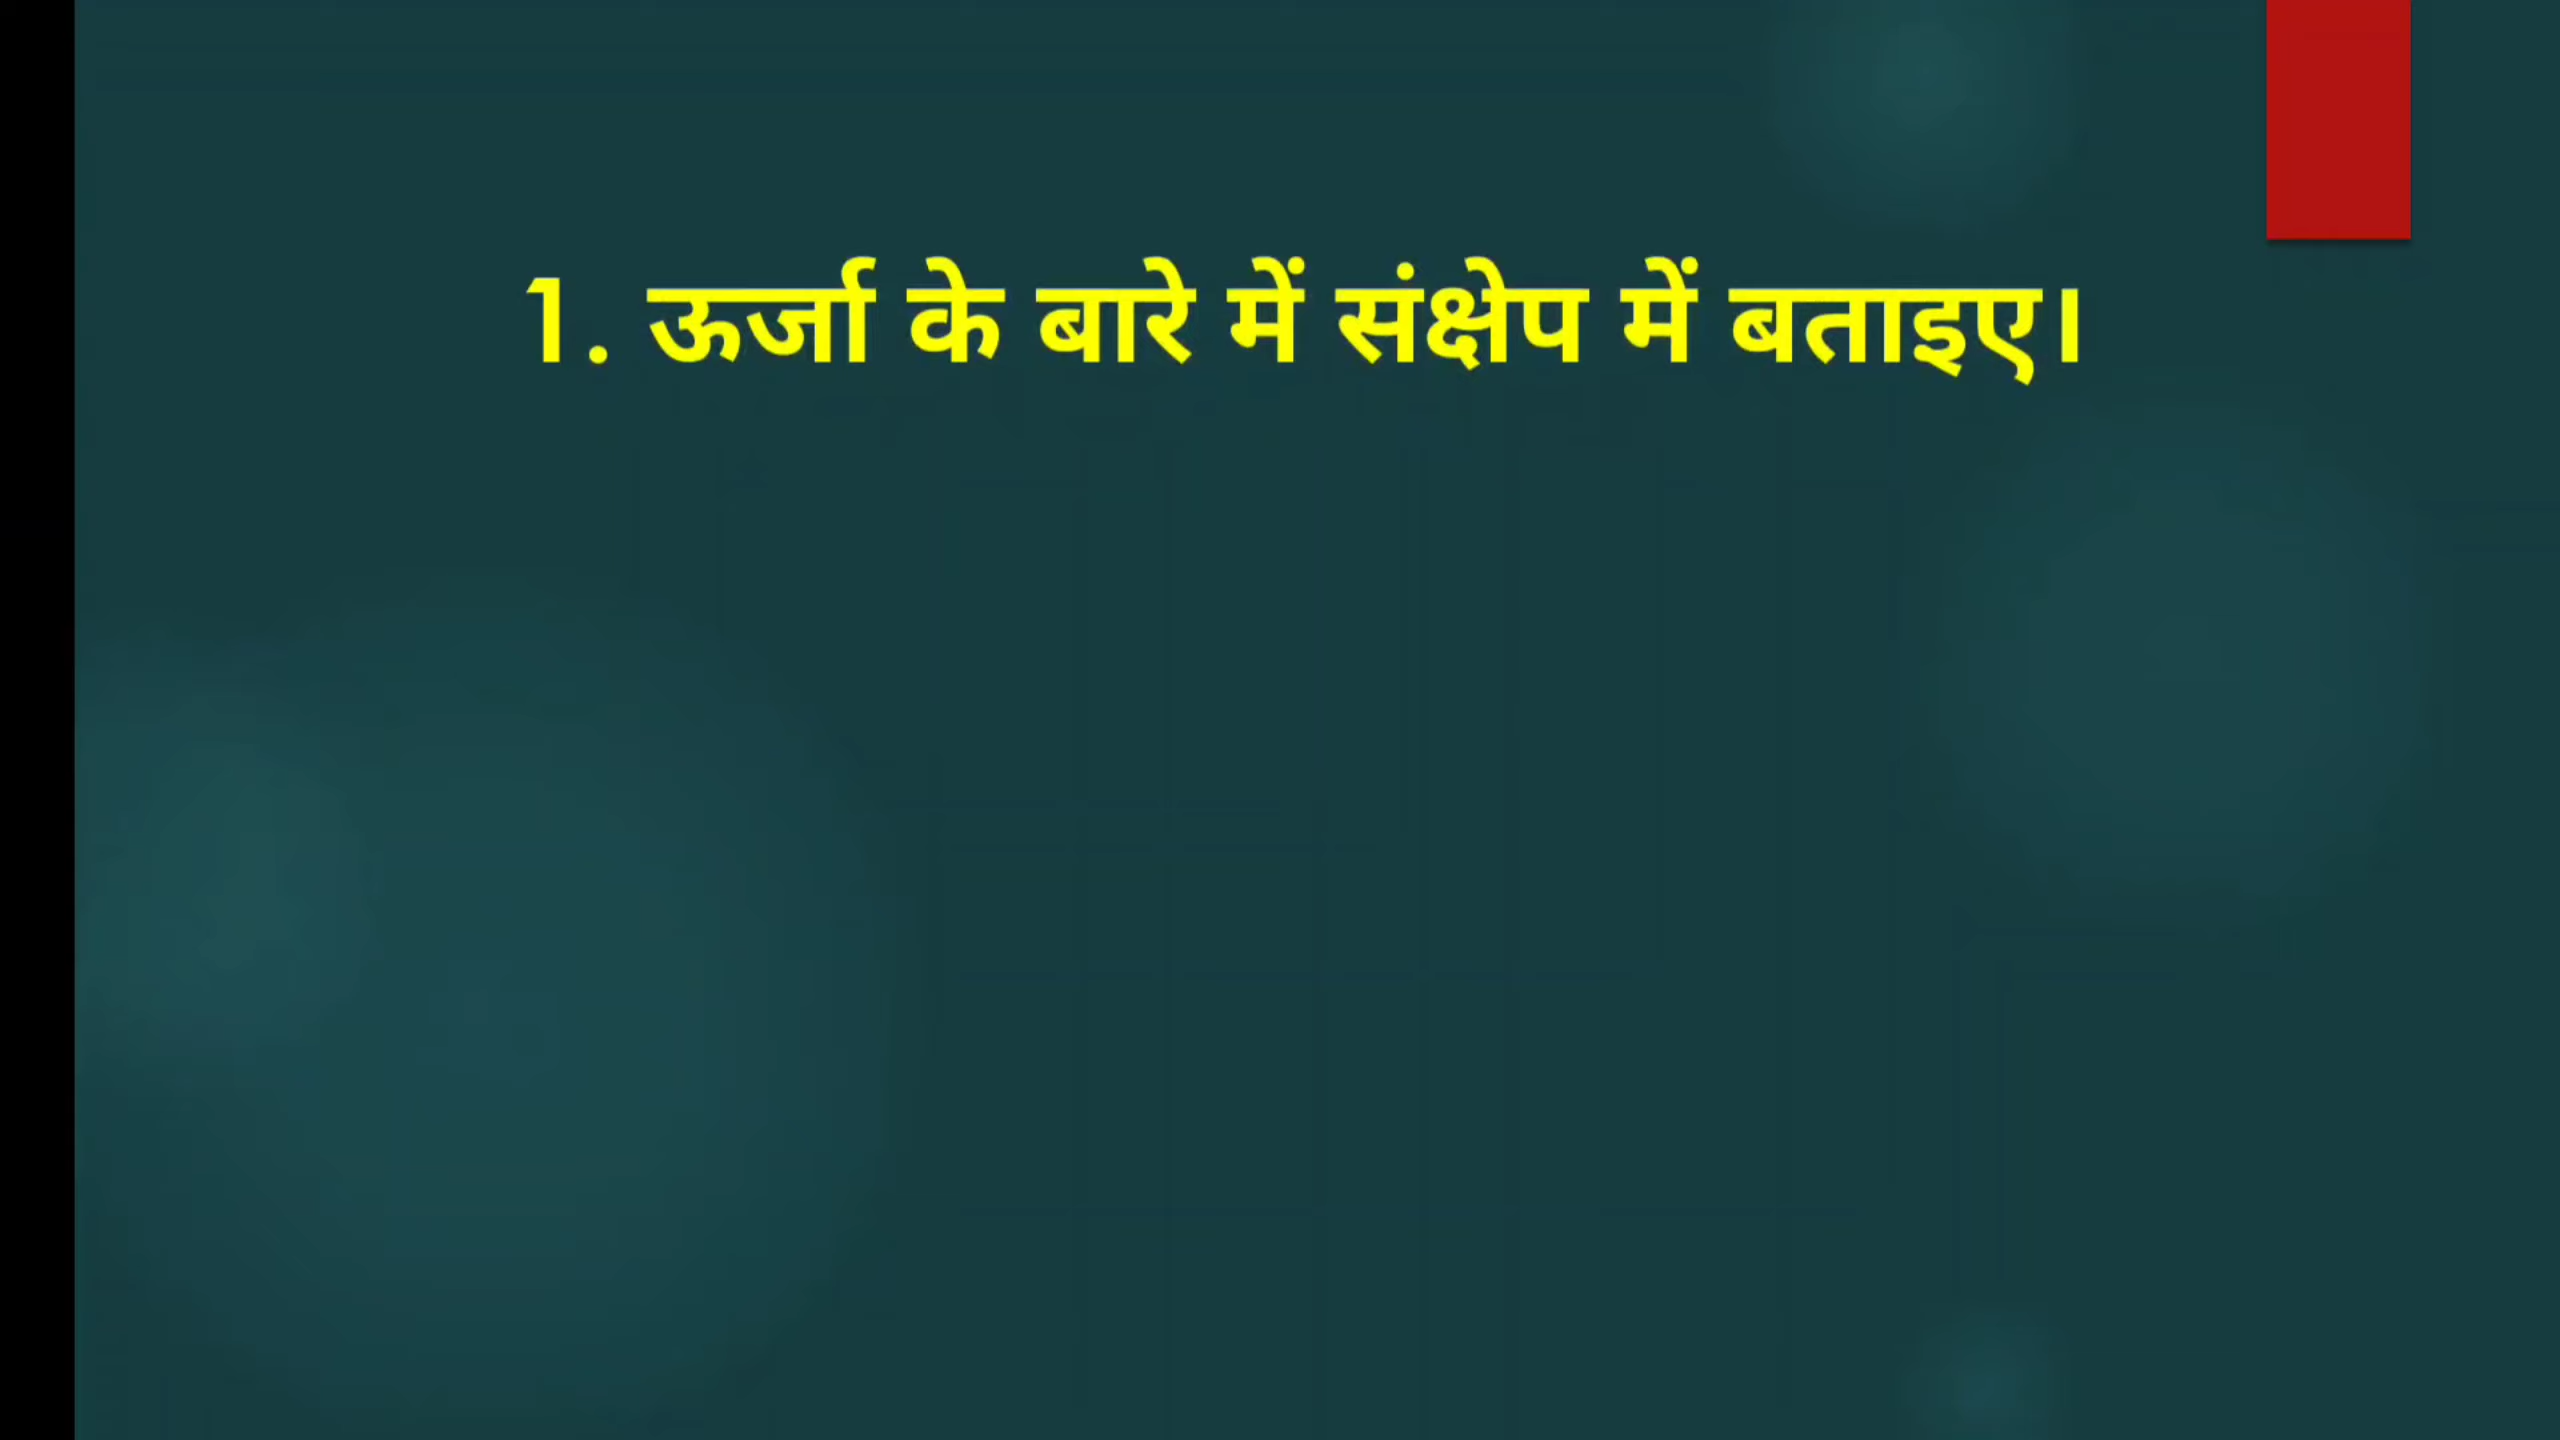 1. ऊर्जा के बारे में संक्षेप में बताइए।